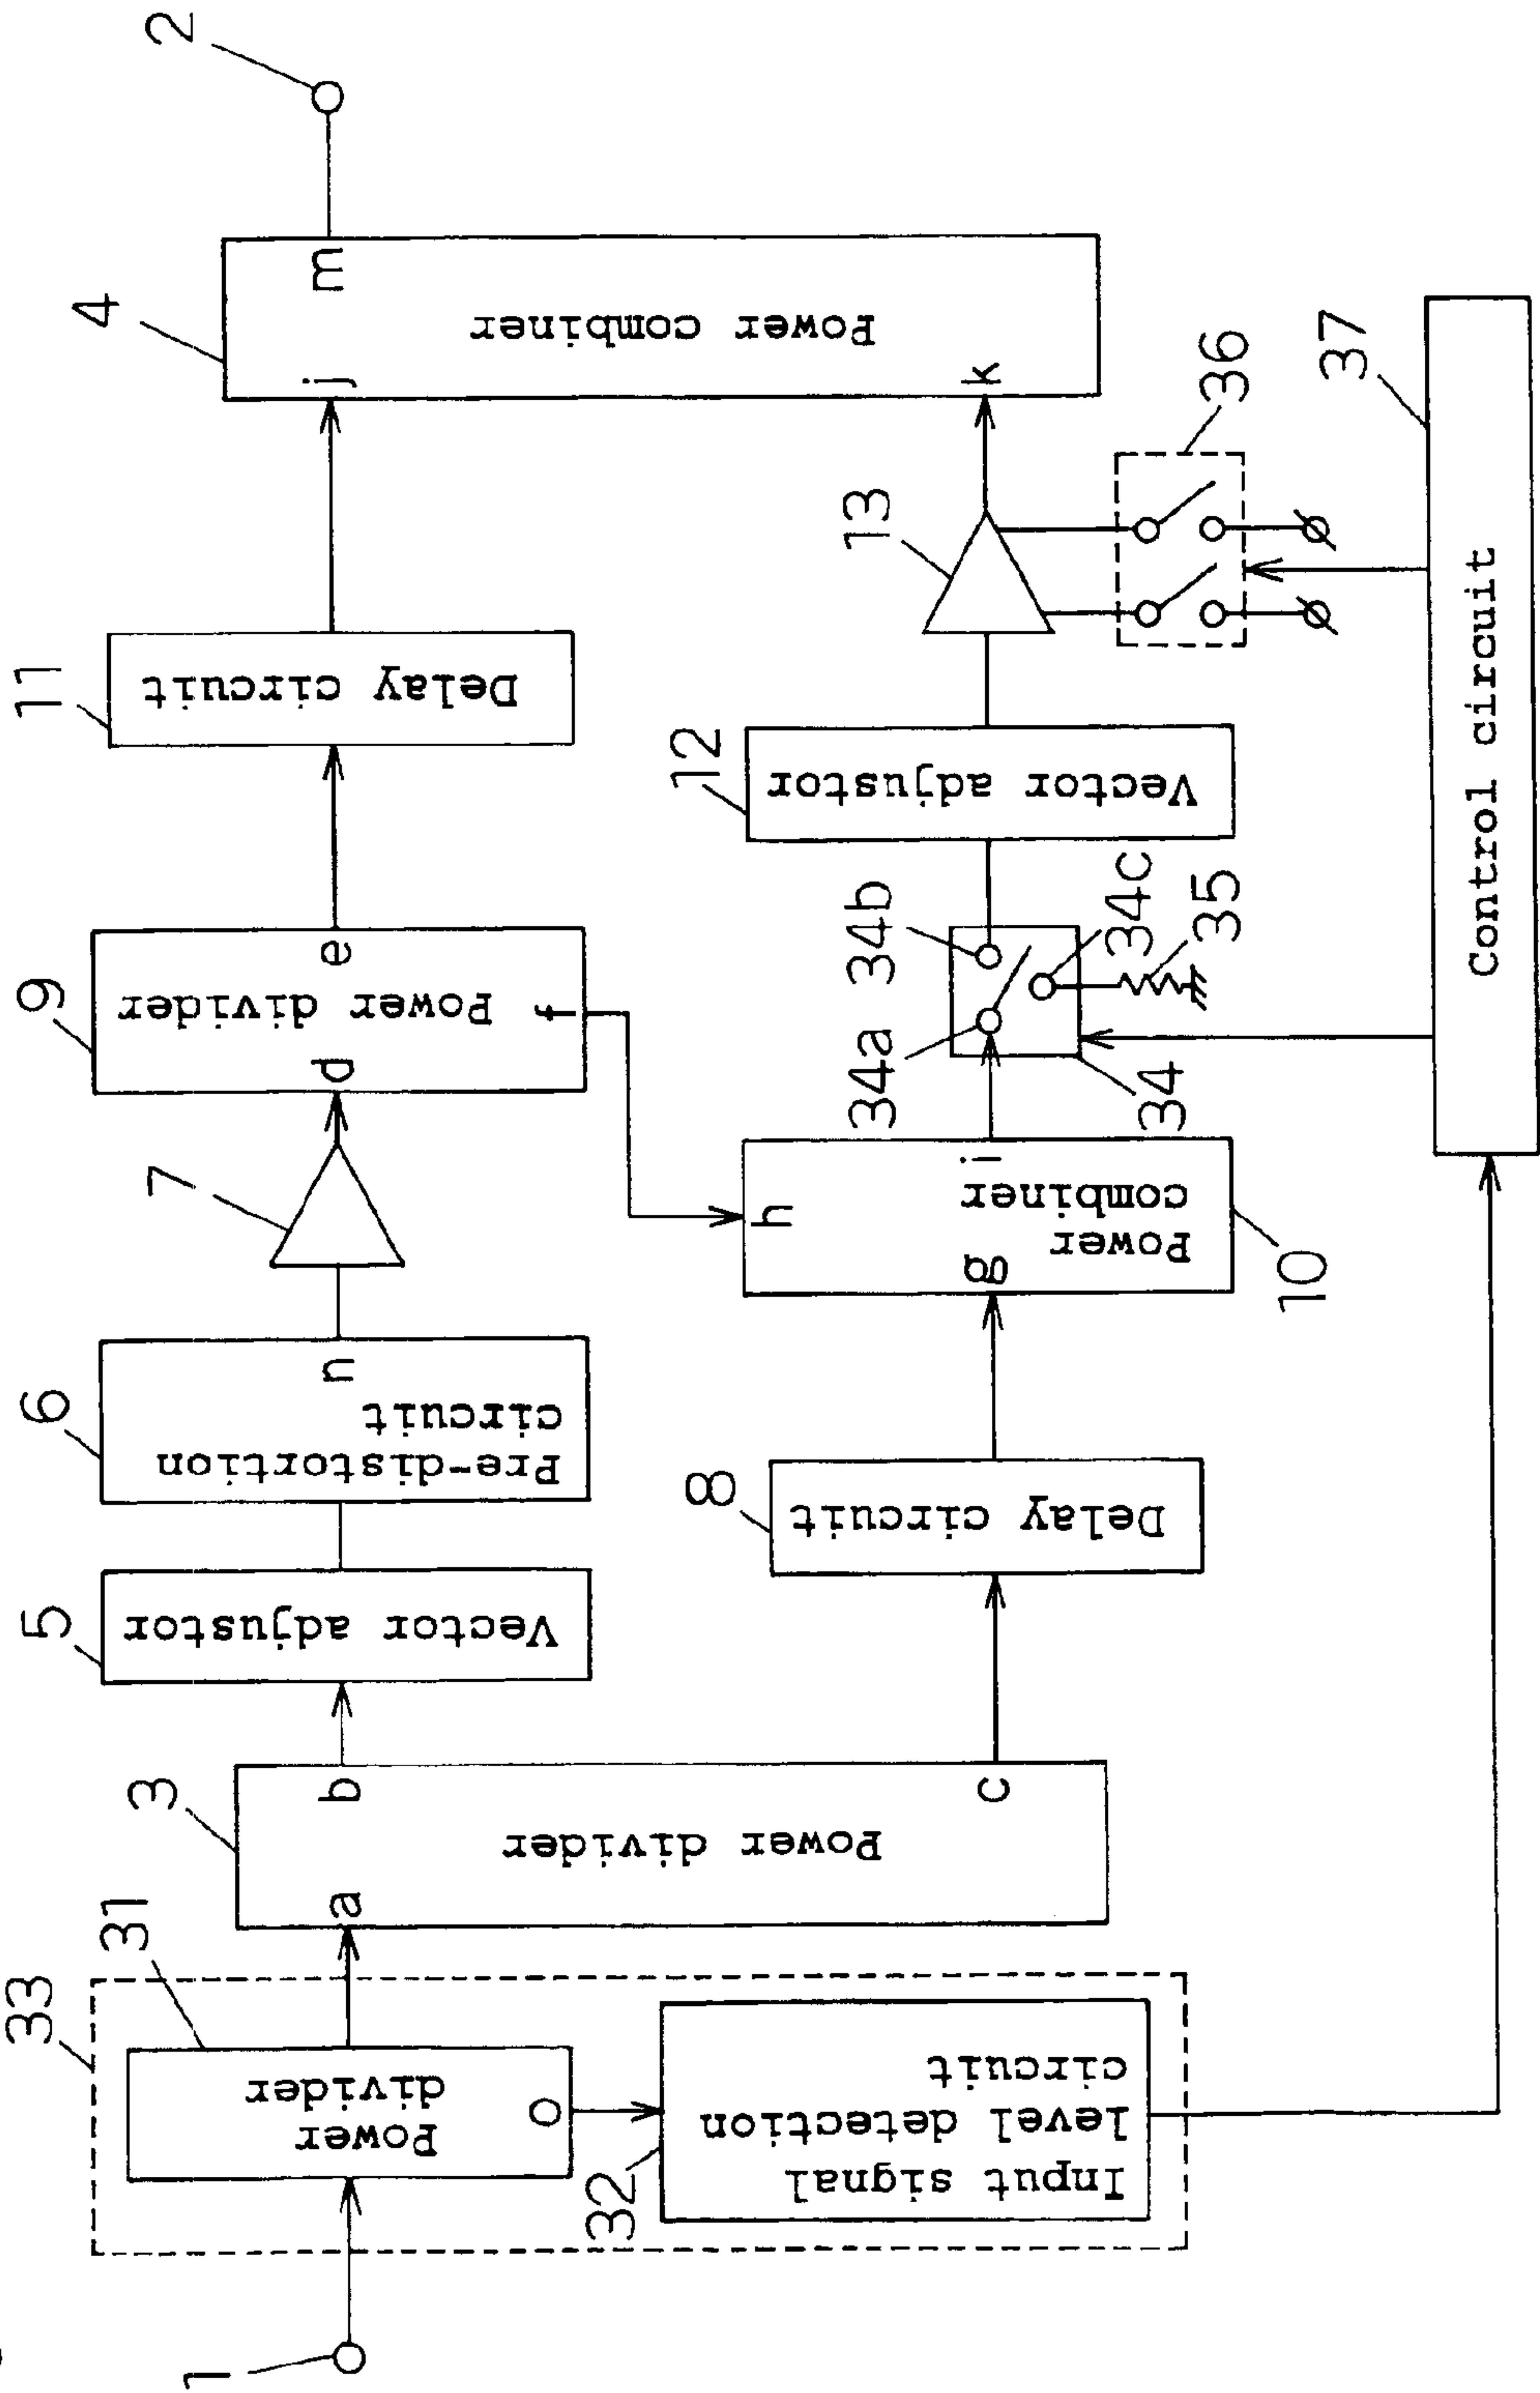 33
31
Power
divider
o
32
Input signal
level detection
circuit
1
3
a
b
Power divider
c
5
Vector adjustor
6
Pre-distortion
circuit
n
7
8
Delay circuit
9
d
Power divider
e
f
h
g
Power
combiner
i
10
11
Delay circuit
34a
34b
34c
34
35
12
Vector adjustor
13
36
4
j
m
Power combiner
k
2
37
Control circuit